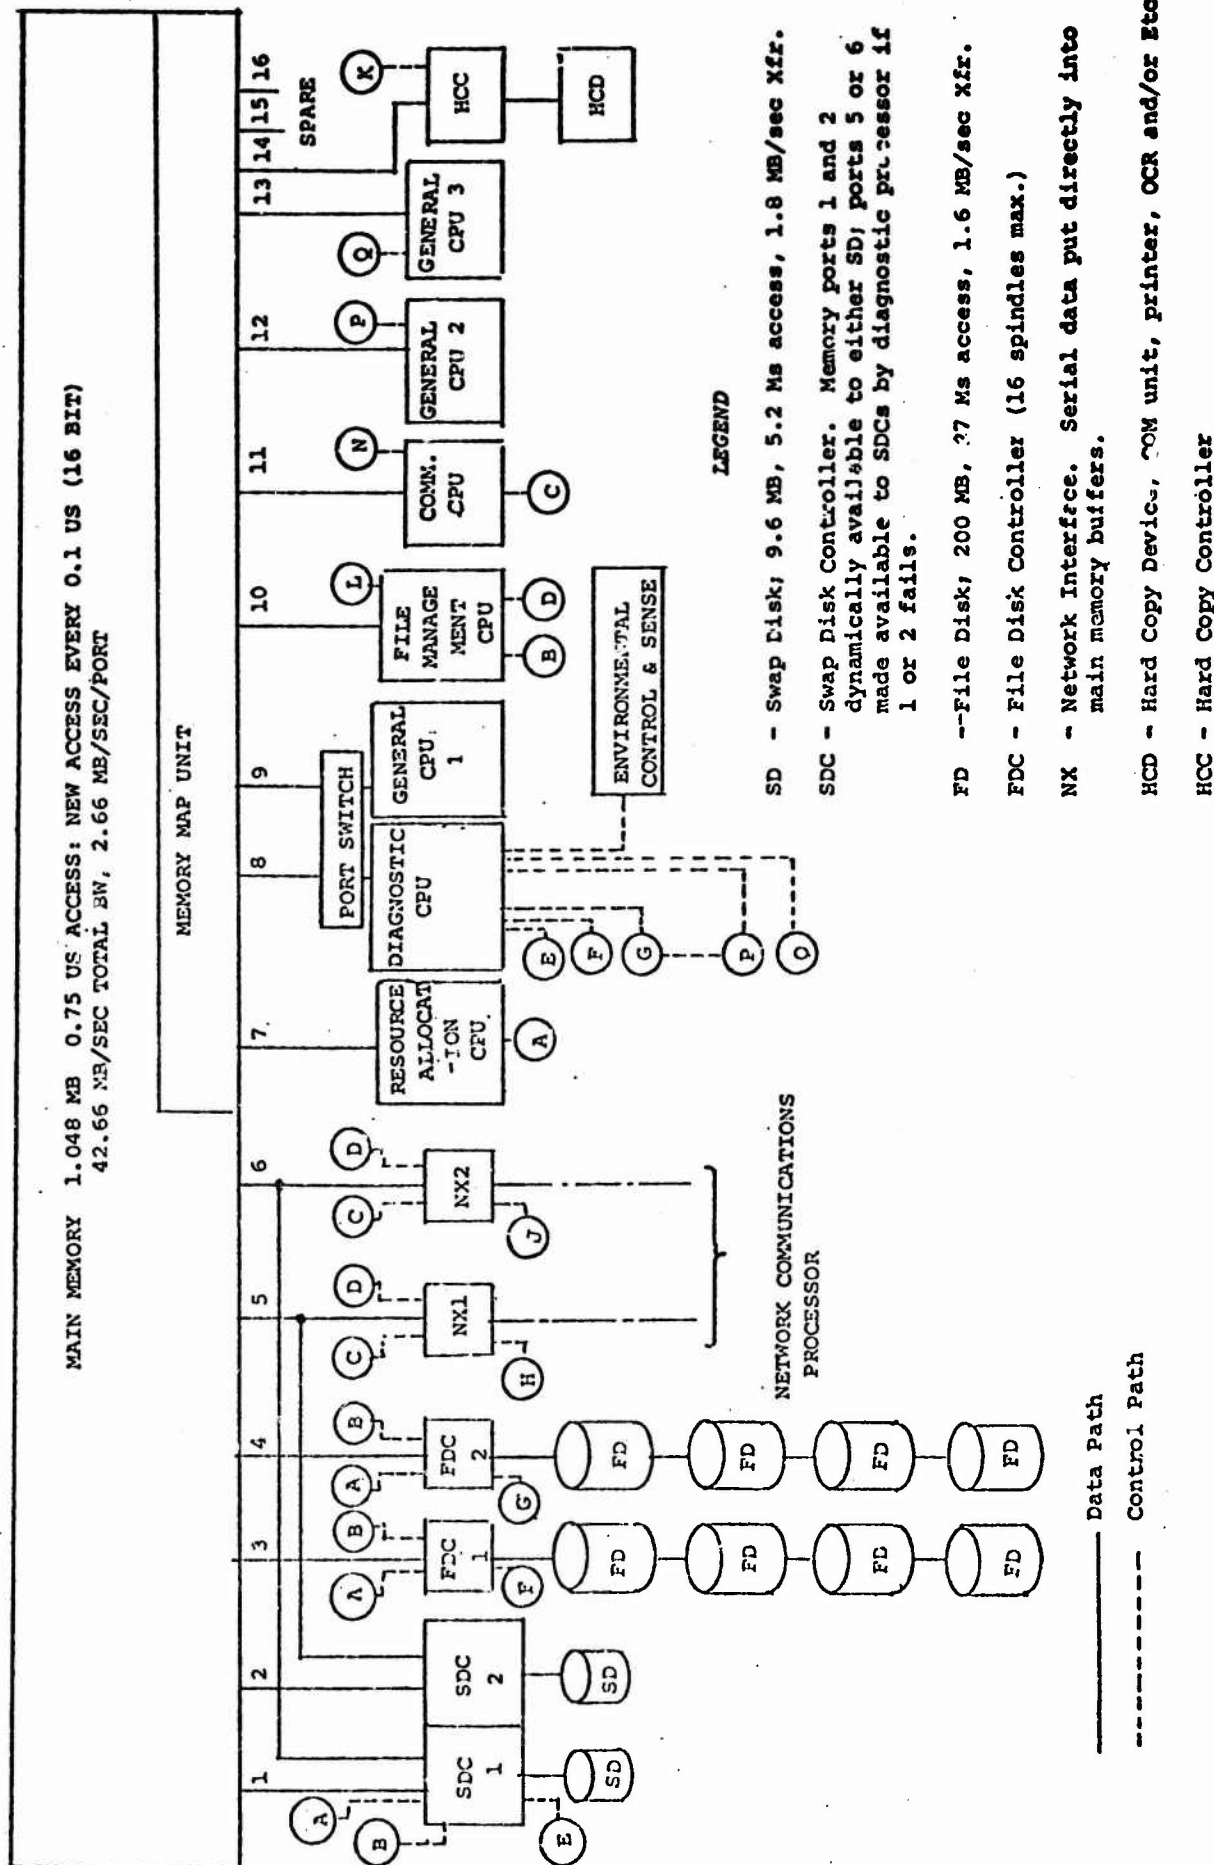 MAIN MEMORY 1.048 MB 0.75 US ACCESS: NEW ACCESS EVERY 0.1 US (16 BIT)
42.66 MB/SEC TOTAL BW, 2.66 MB/SEC/PORT
MEMORY MAP UNIT
1 2 3 4 5 6 7 8 9 10 11 12 13 14 15 16
SPARE
PORT SWITCH
A
B
SDC
1
E
SD
SDC
2
SD
A
B
FDC
1
F
FD
FD
FD
FD
A
B
FDC
2
G
FD
FD
FD
FD
C
D
NX1
H
C
D
NX2
J
NETWORK COMMUNICATIONS
PROCESSOR
RESOURCE
ALLOCAT
-ION
CPU.
A
DIAGNOSTIC
CPU
E
F
G
P
Q
GENERAL
CPU
1
ENVIRONMENTAL
CONTROL & SENSE
L
FILE
MANAGE
MENT
CPU
B
D
N
COMM.
CPU
C
P
GENERAL
CPU 2
Q
GENERAL
CPU 3
K
HCC
HCD
Data Path
Control Path
LEGEND
SD - Swap Disk; 9.6 MB, 5.2 Ms access, 1.8 MB/sec Xfr.
SDC - Swap Disk Controller. Memory ports 1 and 2
dynamically available to either SD; ports 5 or 6
made available to SDCs by diagnostic processor if
1 or 2 fails.
FD --File Disk; 200 MB, 27 Ms access, 1.6 MB/sec Xfr.
FDC - File Disk Controller (16 spindles max.)
NX - Network Interface. Serial data put directly into
main memory buffers.
HCD - Hard Copy Device, COM unit, printer, OCR and/or Etc
HCC - Hard Copy Controller